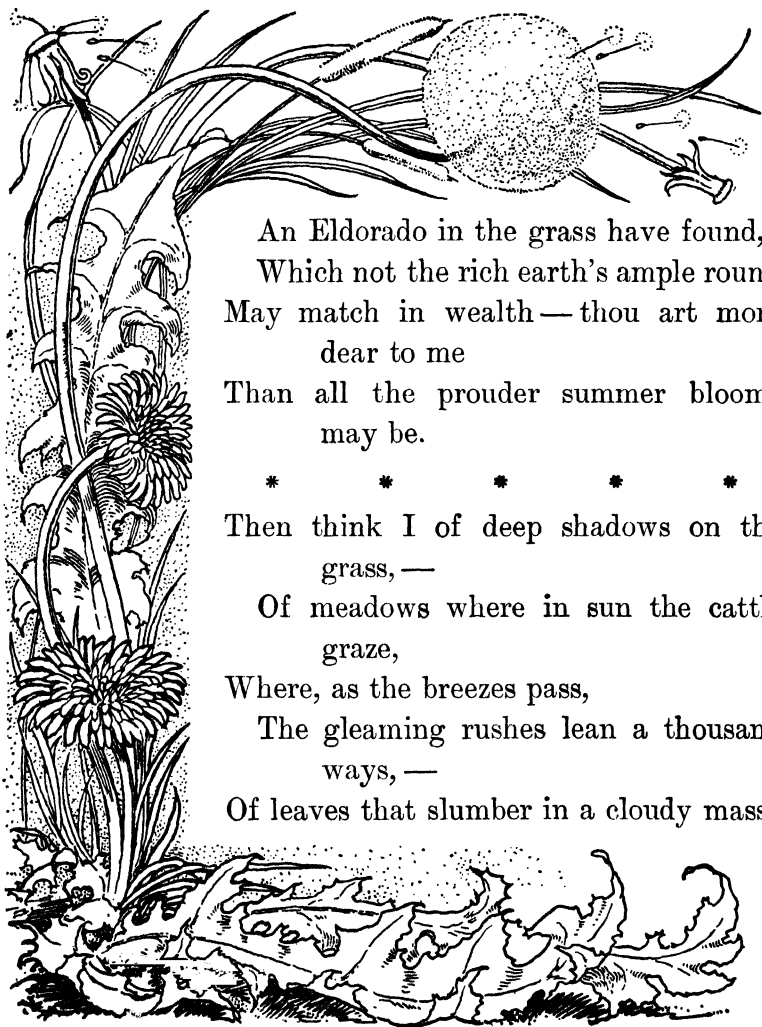 An Eldorado in the grass have found,
Which not the rich earth's ample roun
May match in wealth — thou art mor
dear to me
Than all the prouder summer bloom
may be.
* * * * *
Then think I of deep shadows on th
grass, —
Of meadows where in sun the cattl
graze,
Where, as the breezes pass,
The gleaming rushes lean a thousan
ways, —
Of leaves that slumber in a cloudy mass